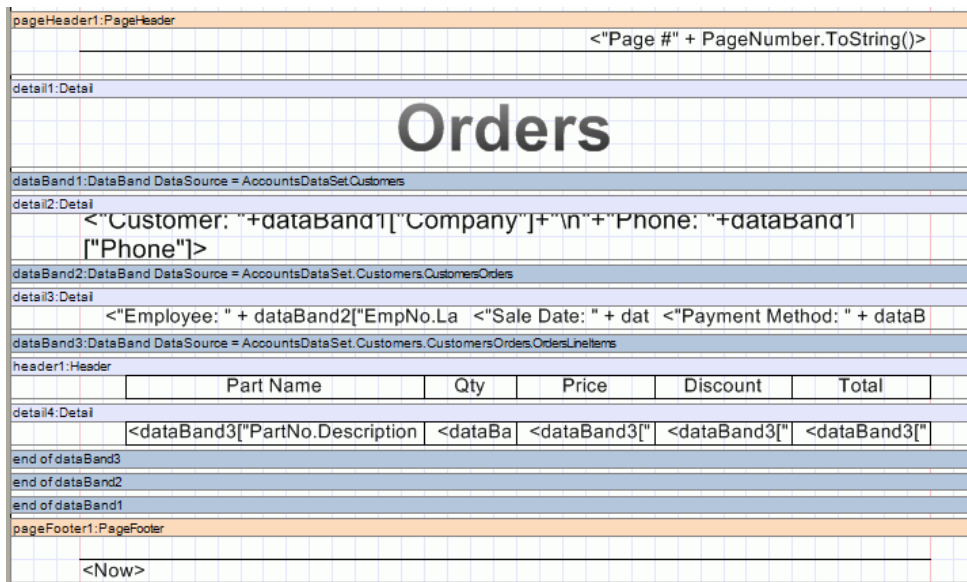 pageHeader1:PageHeader
<"Page #" + PageNumber.ToString()>
detail1:Detail
Orders
dataBand1:DataBand DataSource = AccountsDataSet.Customers
detail2:Detail
<"Customer: "+dataBand1["Company"]+"\n"+"Phone: "+dataBand1
["Phone"]>
dataBand2:DataBand DataSource = AccountsDataSet.Customers.CustomersOrders
detail3:Detail
<"Employee: " + dataBand2["EmpNo.La <"Sale Date: " + dat <"Payment Method: " + dataB
dataBand3:DataBand DataSource = AccountsDataSet.Customers.CustomersOrders.OrdersLineItems
header1:Header
Part Name Qty Price Discount Total
detail4:Detail
<dataBand3["PartNo.Description <dataBa <dataBand3[" <dataBand3[" <dataBand3["
end of dataBand3
end of dataBand2
end of dataBand1
pageFooter1:PageFooter
<Now>